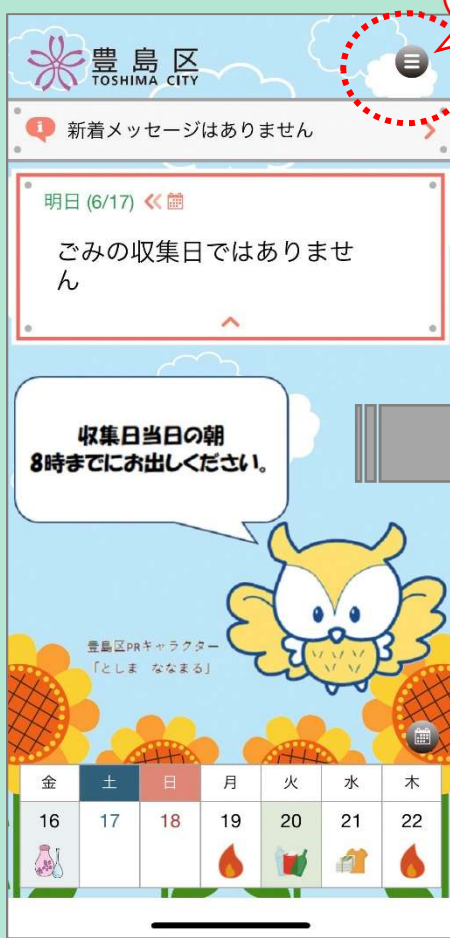 豊島区
TOSHIMA CITY
新着メッセージはありません
明日 (6/17)
ごみの収集日ではありませ
ん
収集日当日の朝
8時までにお出しください。
豊島区PRキャラクター
「としま ななまる」
金 土 日 月 火 水 木
16 17 18 19 20 21 22